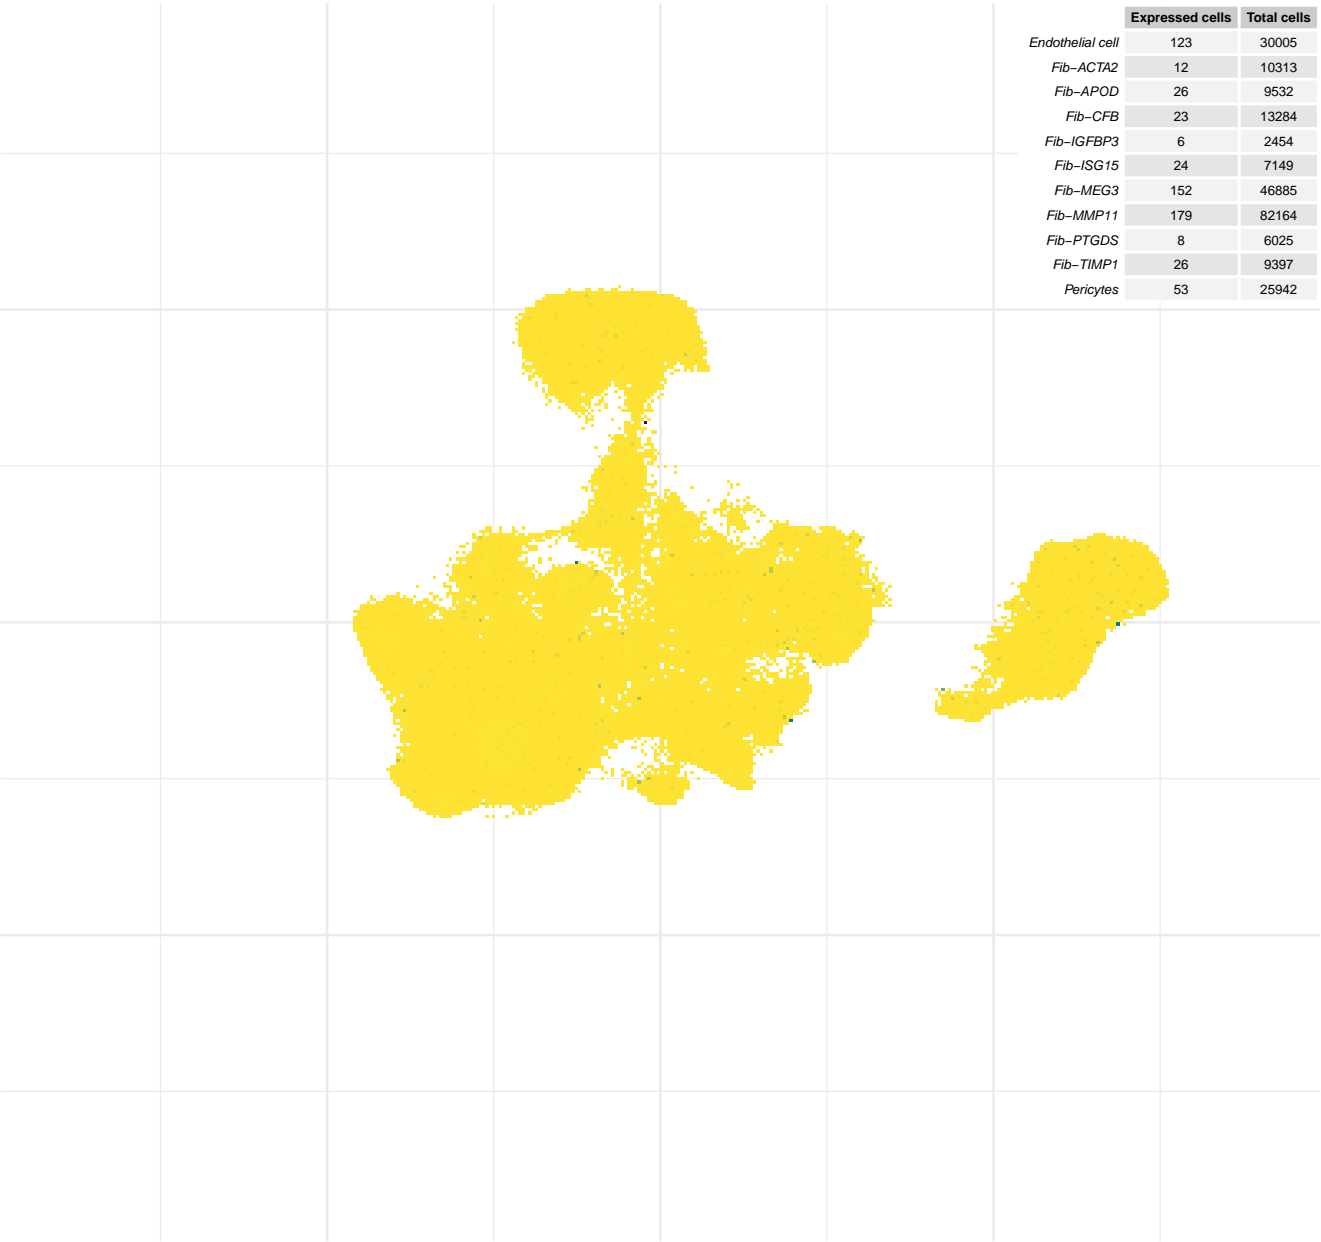 Expressed cells Total cells
Endothelial cell 123 30005
Fib−ACTA2 12 10313
Fib−APOD 26 9532
Fib−CFB 23 13284
Fib−IGFBP3 6 2454
Fib−ISG15 24 7149
Fib−MEG3 152 46885
Fib−MMP11 179 82164
Fib−PTGDS 8 6025
Fib−TIMP1 26 9397
Pericytes 53 25942